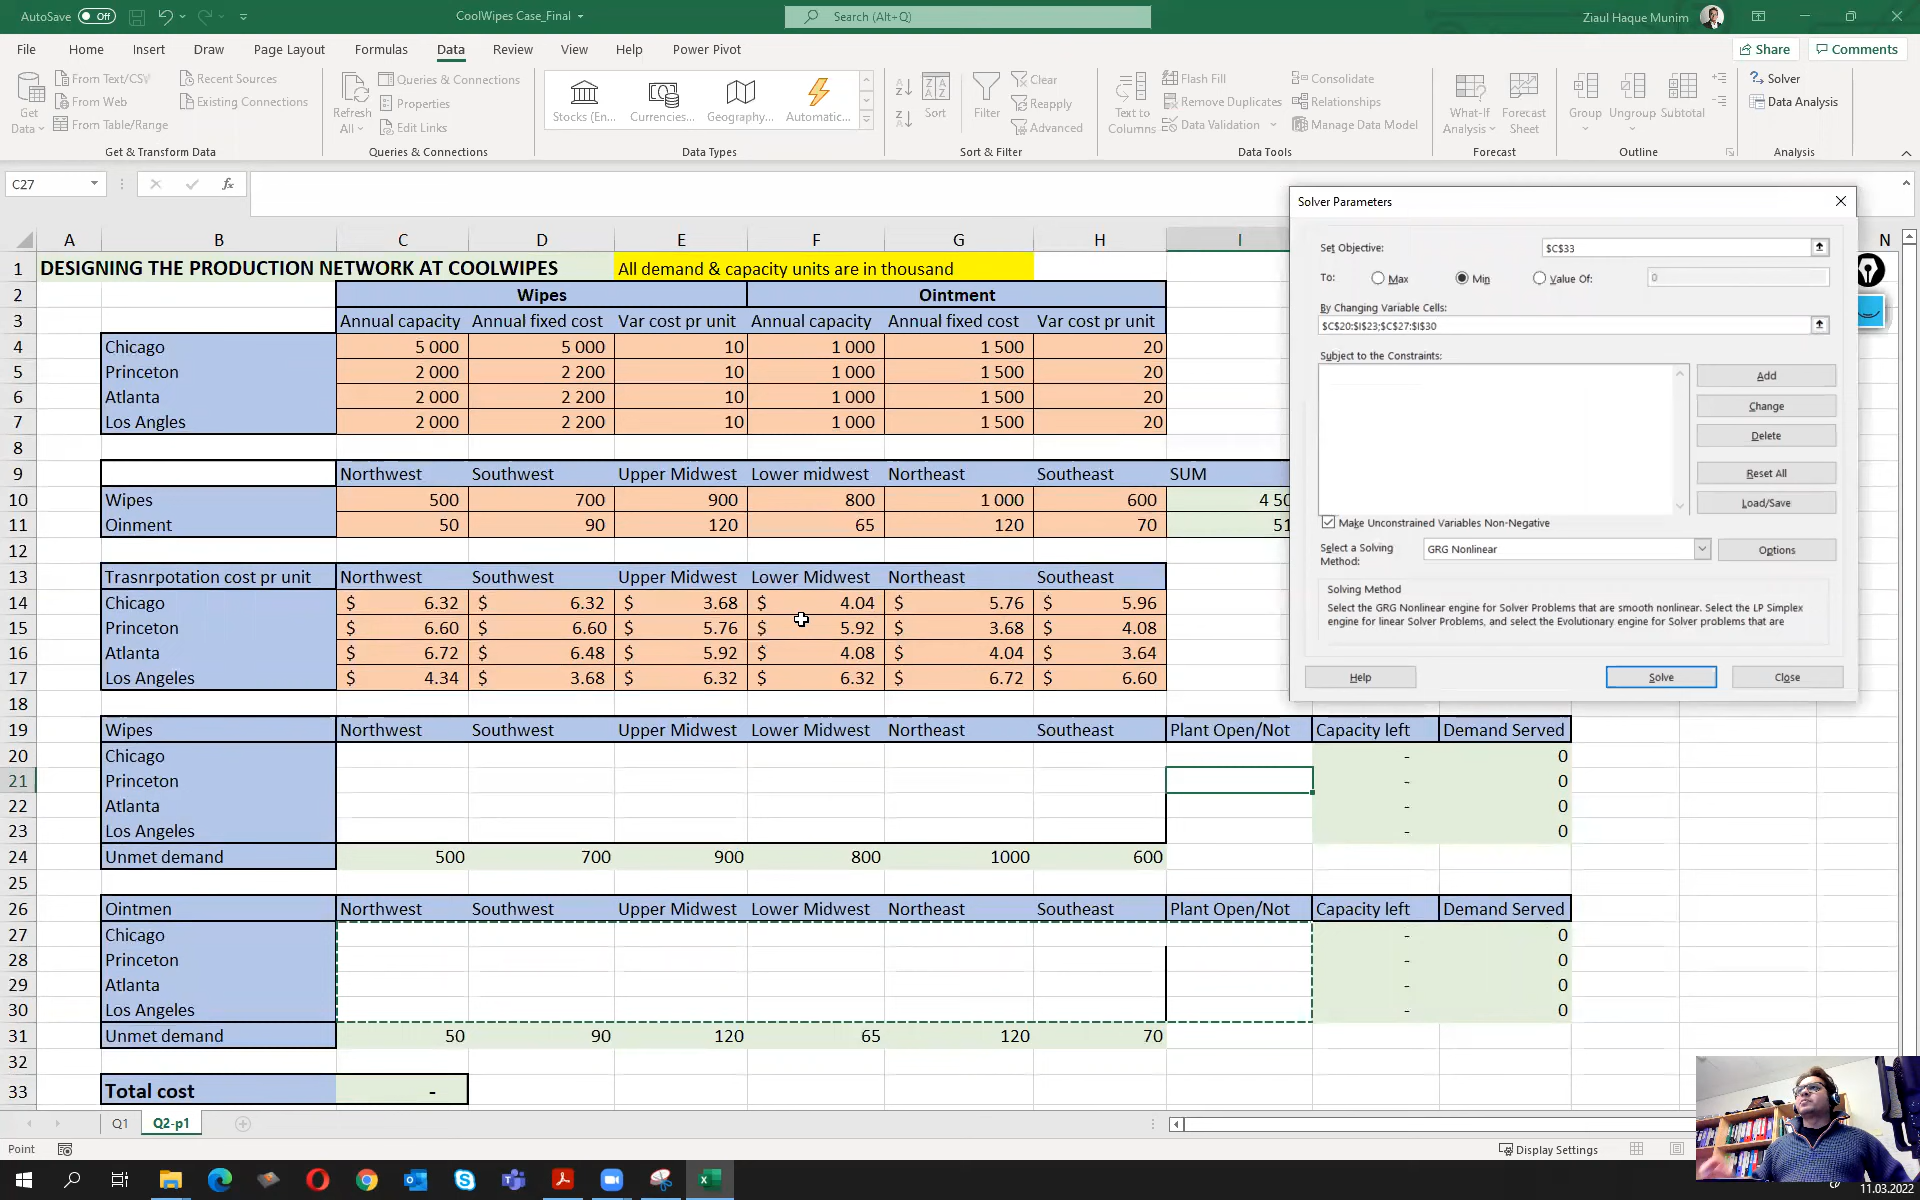 AutoSave Off CoolWipes Case_Final Search (Alt+Q) Ziaul Haque Munim
File Home Insert Draw Page Layout Formulas Data Review View Help Power Pivot Share Comments
Get Data From Text/CSV From Web From Table/Range Recent Sources Existing Connections
Refresh All Queries & Connections Properties Edit Links
Stocks (En... Currencies... Geography... Automatic...
Sort Filter Clear Reapply Advanced
Text to Columns Flash Fill Remove Duplicates Data Validation Consolidate Relationships Manage Data Model
What-If Analysis Forecast Sheet Group Ungroup Subtotal Solver Data Analysis
Get & Transform Data Queries & Connections Data Types Sort & Filter Data Tools Forecast Outline Analysis
C27 fx
A B C D E F G H I N
1 DESIGNING THE PRODUCTION NETWORK AT COOLWIPES All demand & capacity units are in thousand
2 Wipes Ointment
3 Annual capacity Annual fixed cost Var cost pr unit Annual capacity Annual fixed cost Var cost pr unit
4 Chicago 5 000 5 000 10 1 000 1 500 20
5 Princeton 2 000 2 200 10 1 000 1 500 20
6 Atlanta 2 000 2 200 10 1 000 1 500 20
7 Los Angles 2 000 2 200 10 1 000 1 500 20
8
9 Northwest Southwest Upper Midwest Lower midwest Northeast Southeast SUM
10 Wipes 500 700 900 800 1 000 600 4 50
11 Oinment 50 90 120 65 120 70 51
12
13 Trasnrpotation cost pr unit Northwest Southwest Upper Midwest Lower Midwest Northeast Southeast
14 Chicago $ 6.32 $ 6.32 $ 3.68 $ 4.04 $ 5.76 $ 5.96
15 Princeton $ 6.60 $ 6.60 $ 5.76 $ 5.92 $ 3.68 $ 4.08
16 Atlanta $ 6.72 $ 6.48 $ 5.92 $ 4.08 $ 4.04 $ 3.64
17 Los Angeles $ 4.34 $ 3.68 $ 6.32 $ 6.32 $ 6.72 $ 6.60
18
19 Wipes Northwest Southwest Upper Midwest Lower Midwest Northeast Southeast Plant Open/Not Capacity left Demand Served
20 Chicago - 0
21 Princeton - 0
22 Atlanta - 0
23 Los Angeles - 0
24 Unmet demand 500 700 900 800 1000 600
25
26 Ointmen Northwest Southwest Upper Midwest Lower Midwest Northeast Southeast Plant Open/Not Capacity left Demand Served
27 Chicago - 0
28 Princeton - 0
29 Atlanta - 0
30 Los Angeles - 0
31 Unmet demand 50 90 120 65 120 70
32
33 Total cost -
Solver Parameters
Set Objective: $C$33
To: Max Min Value Of: 0
By Changing Variable Cells:
$C$20:$I$23;$C$27:$I$30
Subject to the Constraints:
Add
Change
Delete
Reset All
Load/Save
Make Unconstrained Variables Non-Negative
Select a Solving Method: GRG Nonlinear Options
Solving Method
Select the GRG Nonlinear engine for Solver Problems that are smooth nonlinear. Select the LP Simplex
engine for linear Solver Problems, and select the Evolutionary engine for Solver problems that are
Help Solve Close
Q1 Q2-p1
Point Display Settings
11.03.2022